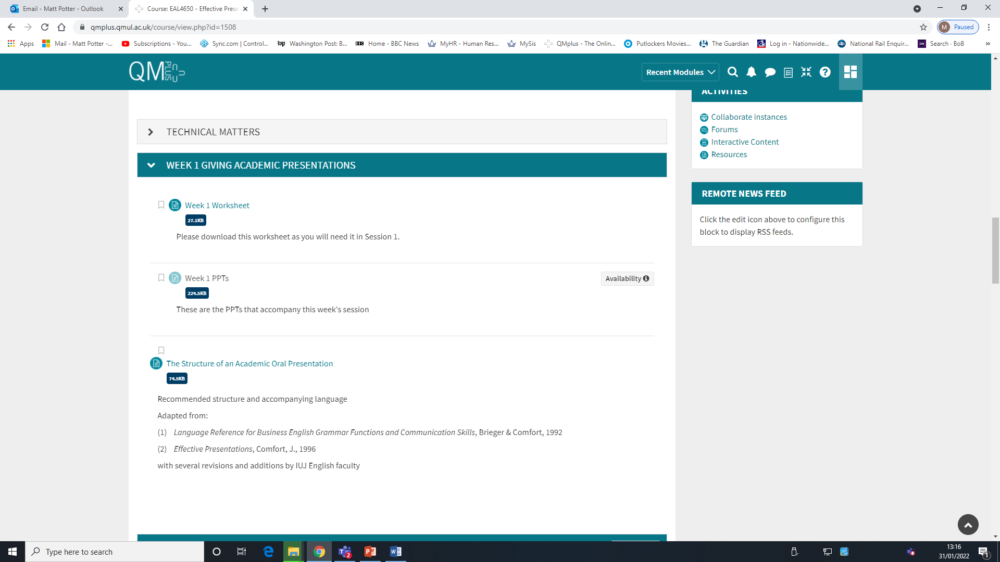 Email - Matt Potter - Outlook
Course: EAL4650 - Effective Prese
qmplus.qmul.ac.uk/course/view.php?id=1508
M Paused
Apps
Mail - Matt Potter -...
Subscriptions - You...
Sync.com | Control...
wp Washington Post: B...
BBC Home - BBC News
MyHR - Human Res...
MySis
QMplus - The Onlin...
Putlockers Movies...
The Guardian
Log in - Nationwide...
National Rail Enquir...
ON Search · BoB
»
QM PLUS
Recent Modules
ACTIVITIES
Collaborate instances
Forums
Interactive Content
Resources
TECHNICAL MATTERS
WEEK 1 GIVING ACADEMIC PRESENTATIONS
REMOTE NEWS FEED
Click the edit icon above to configure this
block to display RSS feeds.
Week 1 Worksheet
27.1KB
Please download this worksheet as you will need it in Session 1.
Week 1 PPTs
Availability
224.5KB
These are the PPTs that accompany this week's session
The Structure of an Academic Oral Presentation
74.5KB
Recommended structure and accompanying language
Adapted from:
(1) Language Reference for Business English Grammar Functions and Communication Skills, Brieger & Comfort, 1992
(2) Effective Presentations, Comfort, J., 1996
with several revisions and additions by IUJ English faculty
Type here to search
2
13:16
31/01/2022
1